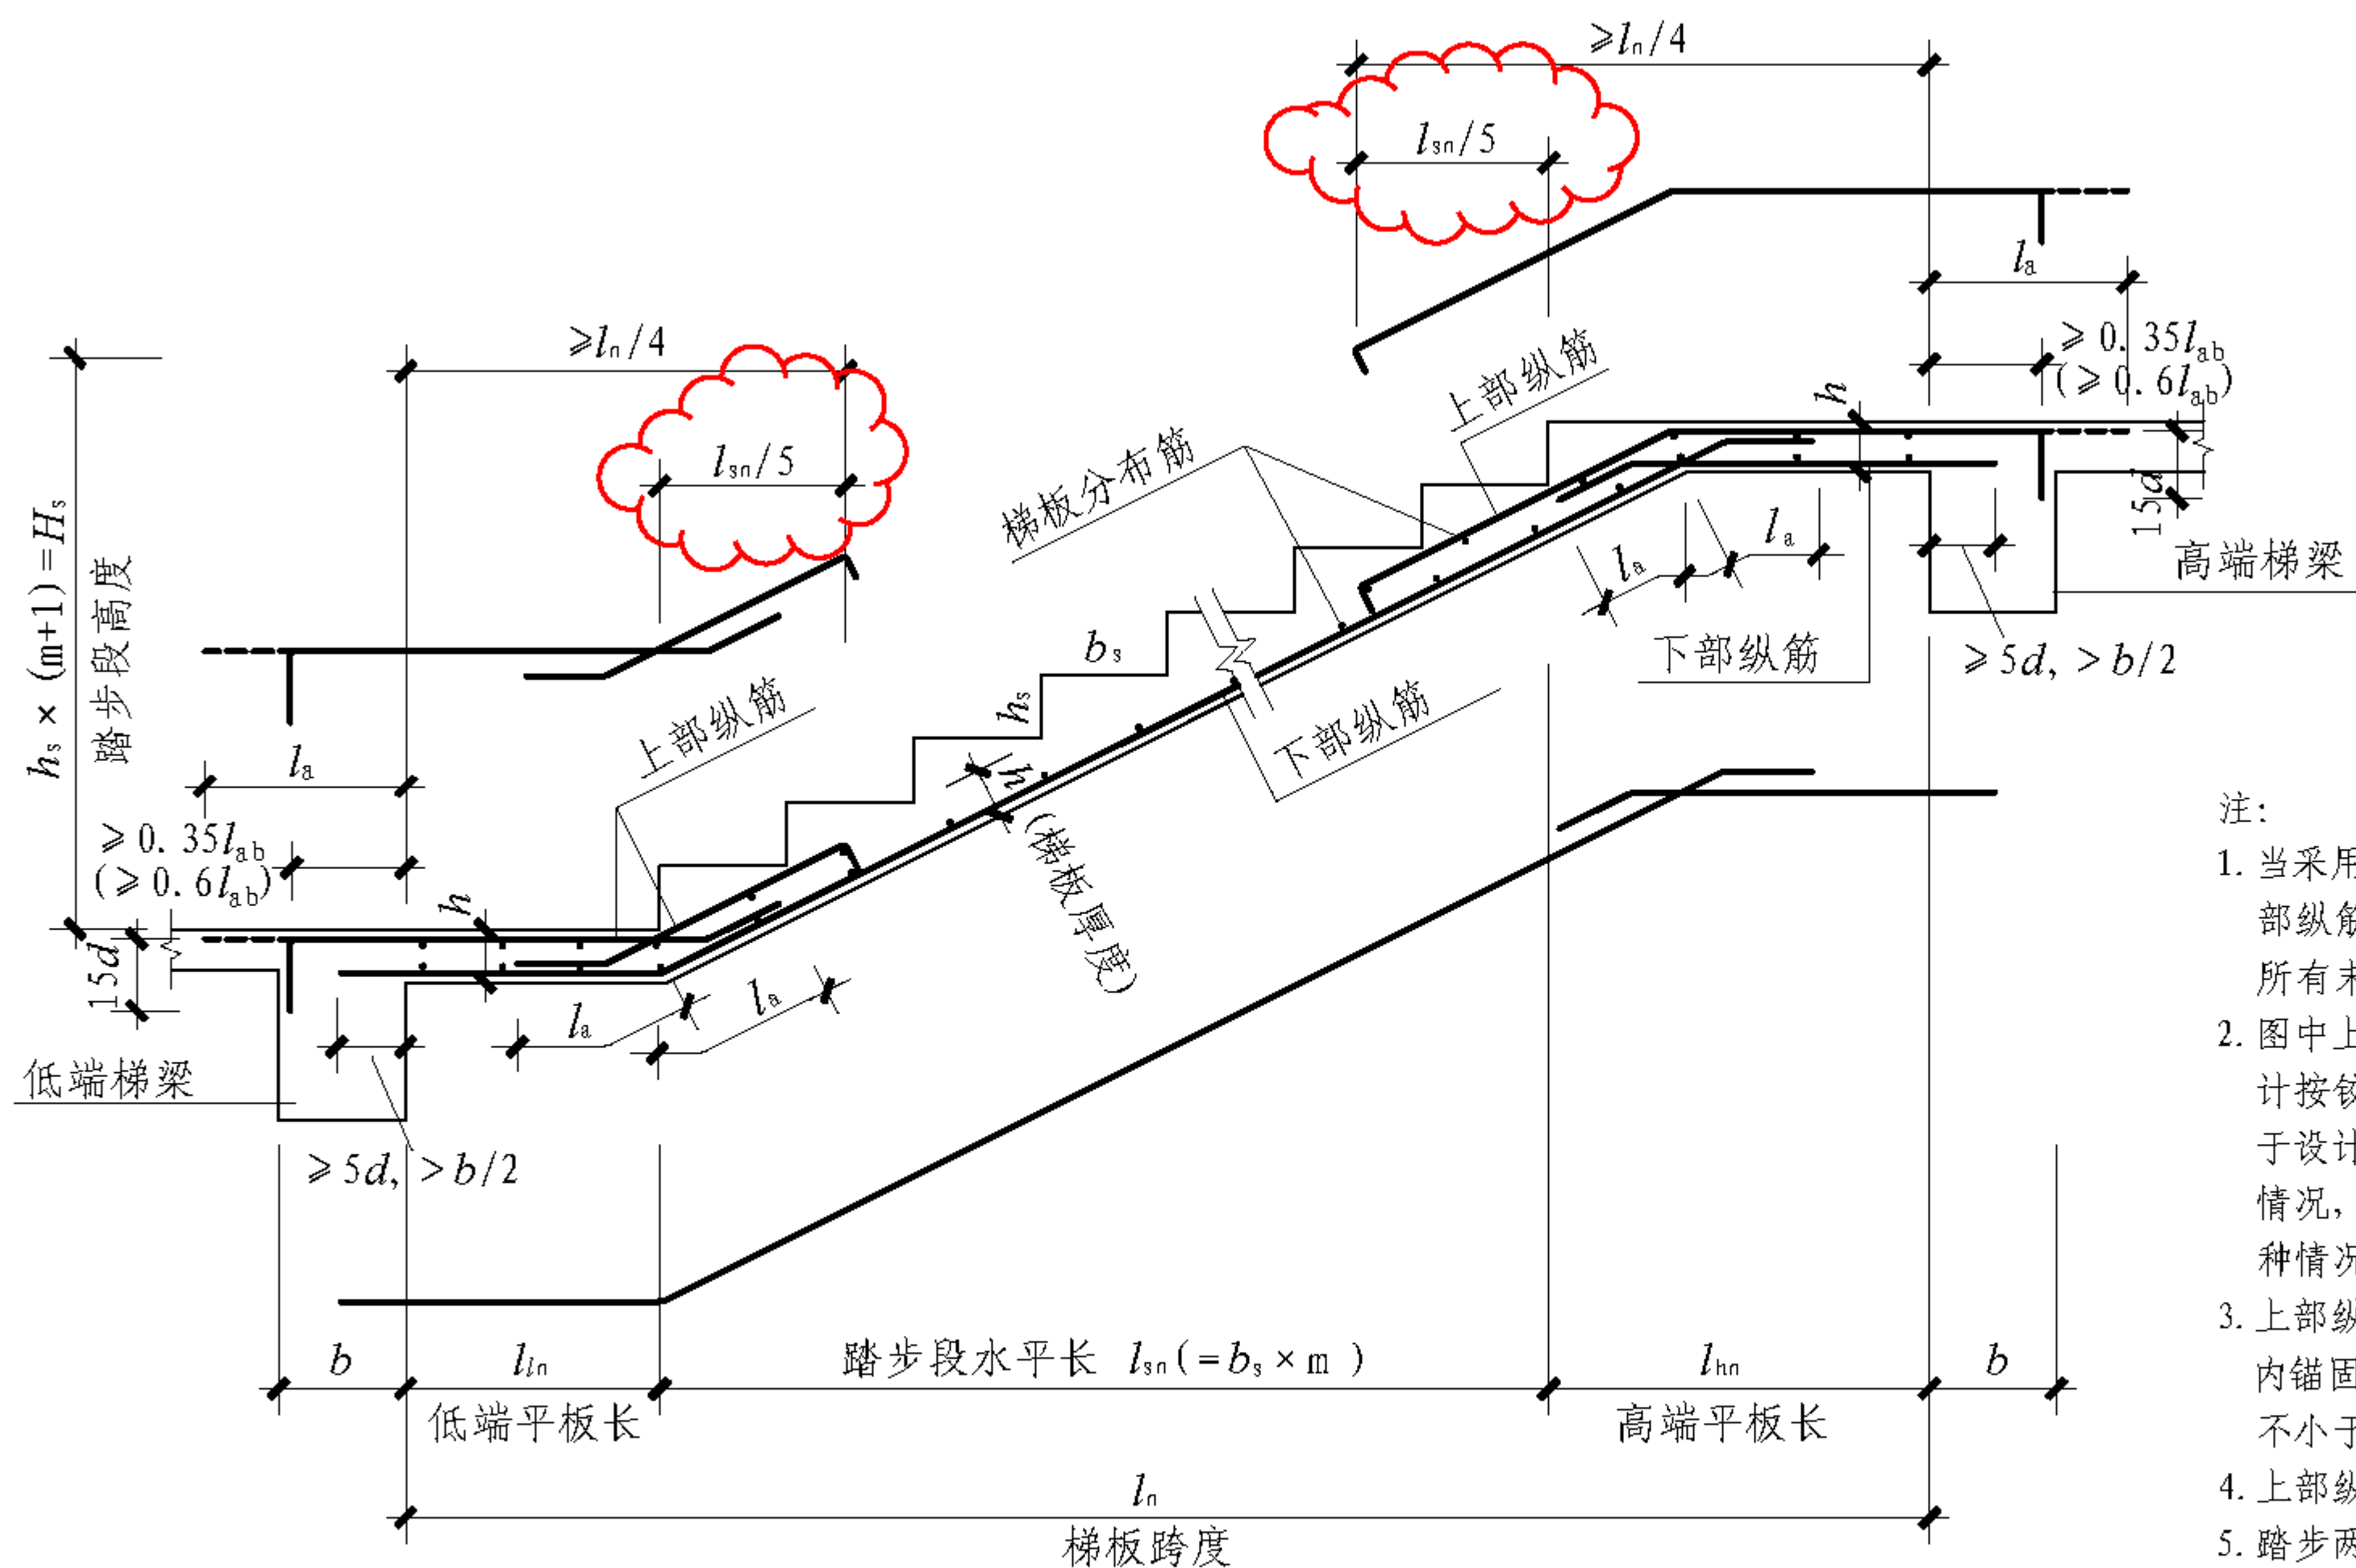 ≥ln/4
lsn/5
la
≥0.35lab
(≥0.6lab)
h
15d
高端梯梁
≥5d, >b/2
la
la
下部纵筋
上部纵筋
梯板分布筋
≥ln/4
lsn/5
hs×(m+1)=Hs
踏步段高度
la
≥0.35lab
(≥0.6lab)
15d
h
上部纵筋
bs
hs
h
(梯板厚度)
下部纵筋
la
la
低端梯梁
≥5d, >b/2
b
lln
踏步段水平长 lsn(=bs×m )
lhn
b
低端平板长
高端平板长
ln
梯板跨度
注:
1. 当采用
部纵筋
所有末
2. 图中上
计按铰
于设计
情况,
种情况
3. 上部纵
内锚固
不小于
4. 上部纵
5. 踏步两